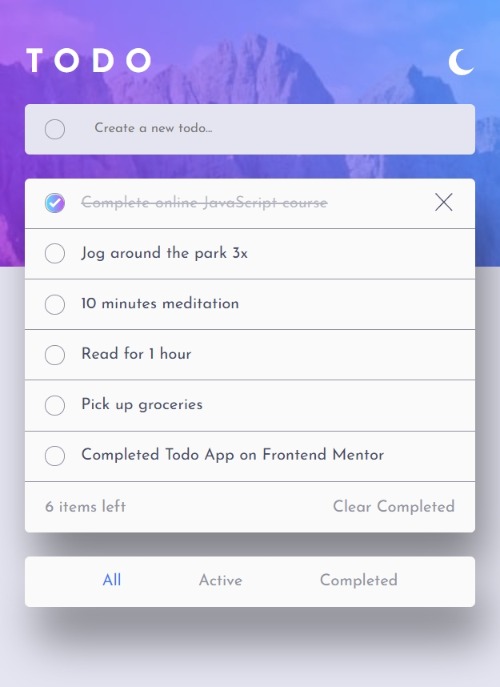 TODO
Create a new todo...
Complete online JavaScript course
Jog around the park 3x
10 minutes meditation
Read for 1 hour
Pick up groceries
Completed Todo App on Frontend Mentor
6 items left Clear Completed
All Active Completed